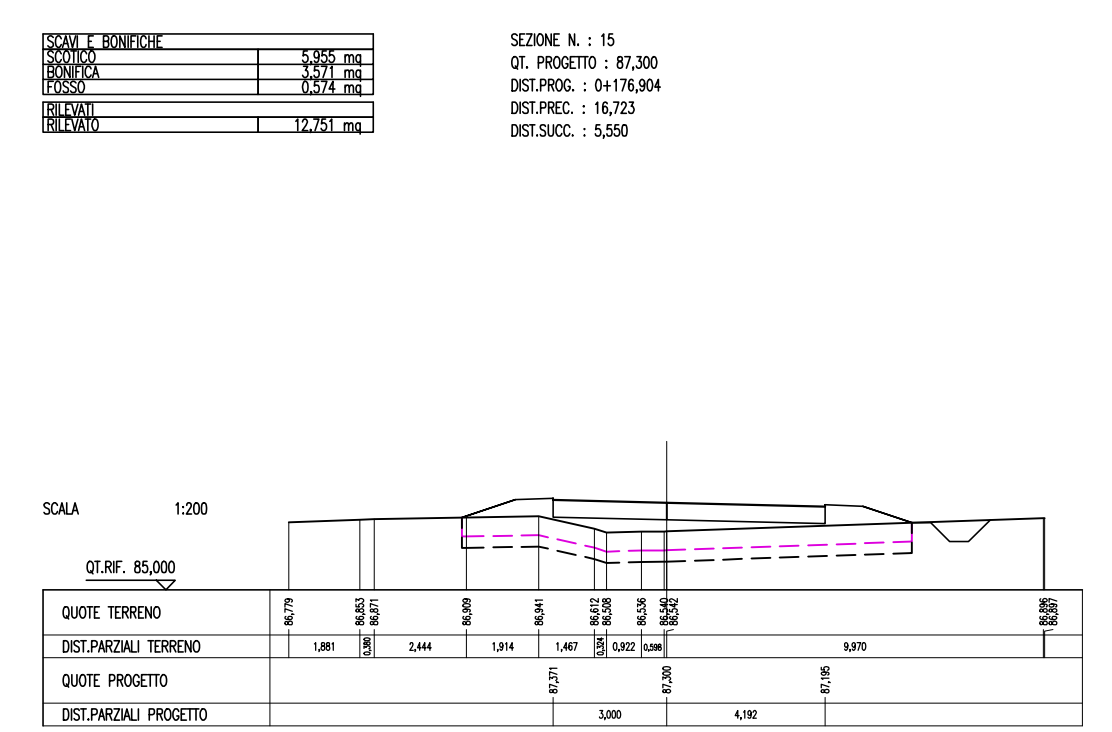 SCAVI E BONIFICHE
SCOTICO 5,955 mq
BONIFICA 3,571 mq
FOSSO 0,574 mq
RILEVATI
RILEVATO 12,751 mq
SEZIONE N. : 15
QT. PROGETTO : 87,300
DIST.PROG. : 0+176,904
DIST.PREC. : 16,723
DIST.SUCC. : 5,550
SCALA 1:200
QT.RIF. 85,000
QUOTE TERRENO 86,779 86,853 86,871 86,909 86,941 86,612 86,508 86,536 86,540 86,542 86,896 86,897
DIST.PARZIALI TERRENO 1,881 0,380 2,444 1,914 1,467 0,324 0,922 0,598 9,970
QUOTE PROGETTO 87,371 87,300 87,195
DIST.PARZIALI PROGETTO 3,000 4,192